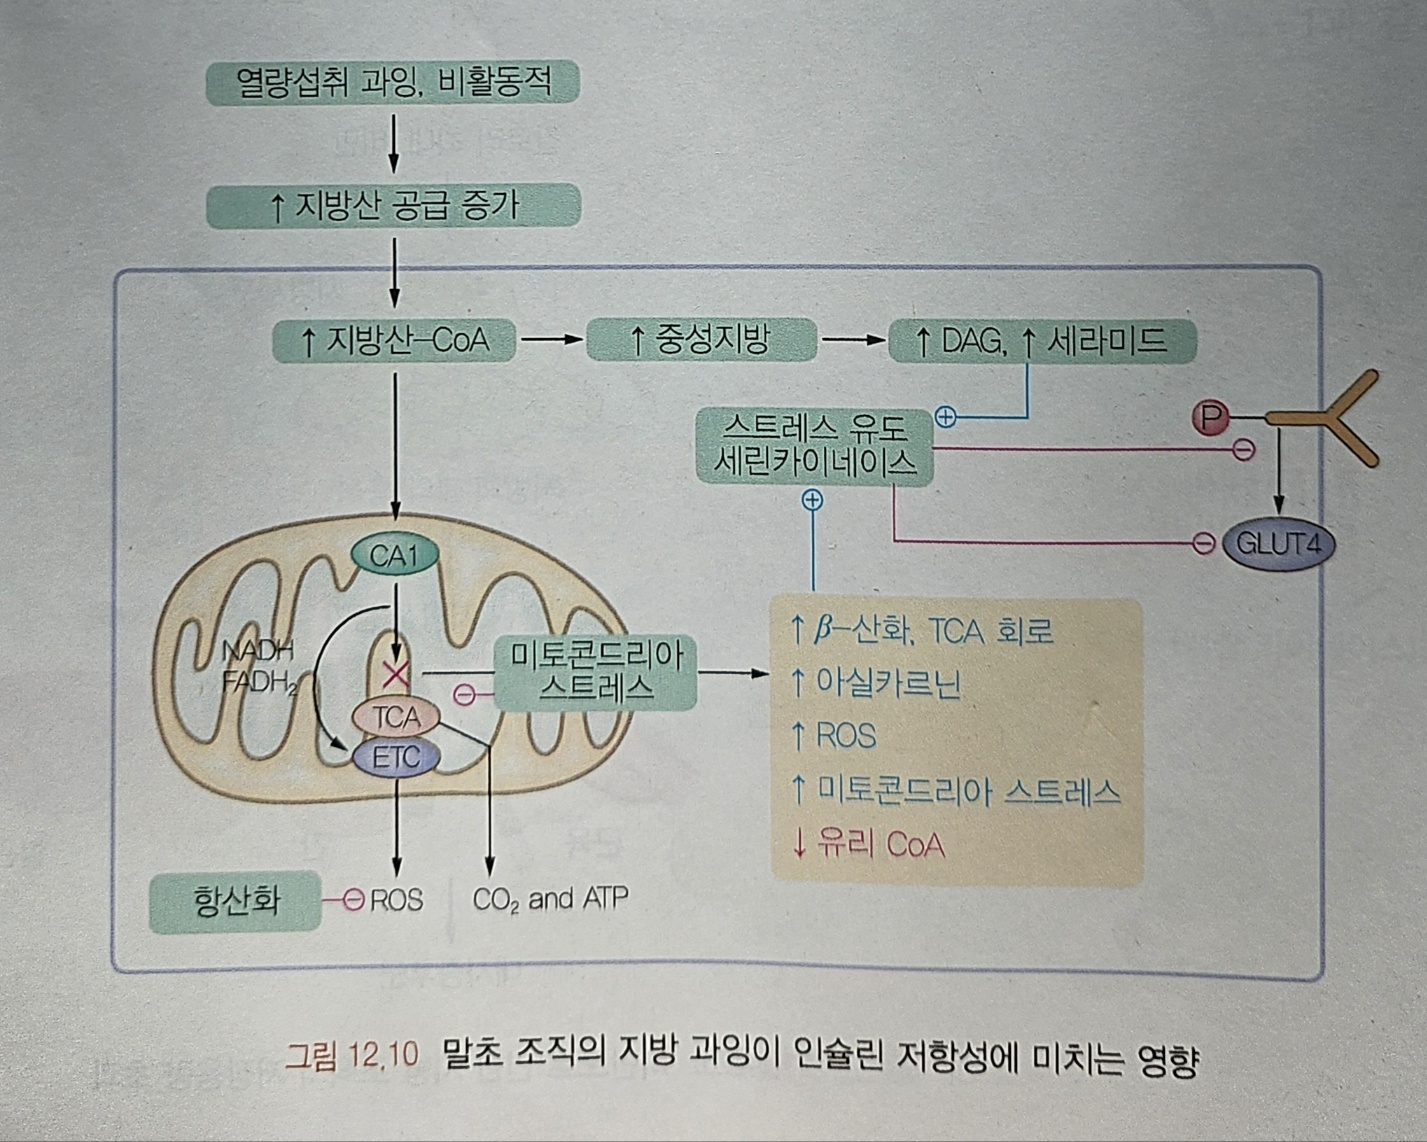 열량섭취 과잉, 비활동적
↑ 지방산 공급 증가
↑ 지방산-CoA
↑ 중성지방
↑ DAG, ↑ 세라미드
스트레스 유도
세린카이네이스
⊕
P
⊖
⊖
GLUT4
⊕
CA1
NADH
FADH₂
미토콘드리아
스트레스
⊖
TCA
ETC
↑ β-산화, TCA 회로
↑ 아실카르닌
↑ ROS
↑ 미토콘드리아 스트레스
↓ 유리 CoA
항산화
⊖
ROS
CO₂ and ATP
그림 12.10 말초 조직의 지방 과잉이 인슐린 저항성에 미치는 영향